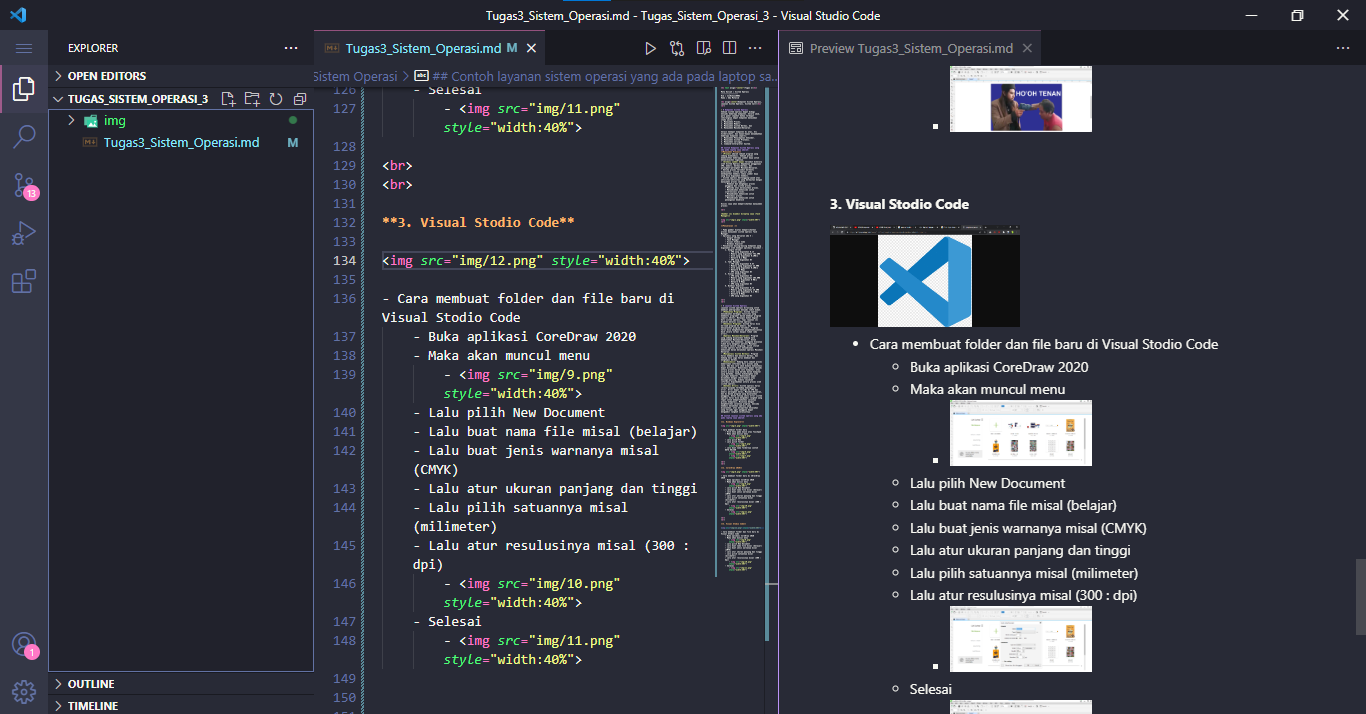 Tugas3_Sistem_Operasi.md - Tugas_Sistem_Operasi_3 - Visual Studio Code
EXPLORER
OPEN EDITORS
TUGAS_SISTEM_OPERASI_3
img
Tugas3_Sistem_Operasi.md M
13
1
OUTLINE
TIMELINE
Tugas3_Sistem_Operasi.md M
Sistem Operasi > ## Contoh layanan sistem operasi yang ada pada laptop sa...
126 - Selesai
127 - <img src="img/11.png"
style="width:40%">
128
129 <br>
130 <br>
131
132 **3. Visual Stodio Code**
133
134 <img src="img/12.png" style="width:40%">
135
136 - Cara membuat folder dan file baru di
Visual Stodio Code
137 - Buka aplikasi CoreDraw 2020
138 - Maka akan muncul menu
139 - <img src="img/9.png"
style="width:40%">
140 - Lalu pilih New Document
141 - Lalu buat nama file misal (belajar)
142 - Lalu buat jenis warnanya misal
(CMYK)
143 - Lalu atur ukuran panjang dan tinggi
144 - Lalu pilih satuannya misal
(milimeter)
145 - Lalu atur resulusinya misal (300 :
dpi)
146 - <img src="img/10.png"
style="width:40%">
147 - Selesai
148 - <img src="img/11.png"
style="width:40%">
149
150
Preview Tugas3_Sistem_Operasi.md
HO'OH TENAN
3. Visual Stodio Code
Cara membuat folder dan file baru di Visual Stodio Code
Buka aplikasi CoreDraw 2020
Maka akan muncul menu
Lalu pilih New Document
Lalu buat nama file misal (belajar)
Lalu buat jenis warnanya misal (CMYK)
Lalu atur ukuran panjang dan tinggi
Lalu pilih satuannya misal (milimeter)
Lalu atur resulusinya misal (300 : dpi)
Selesai